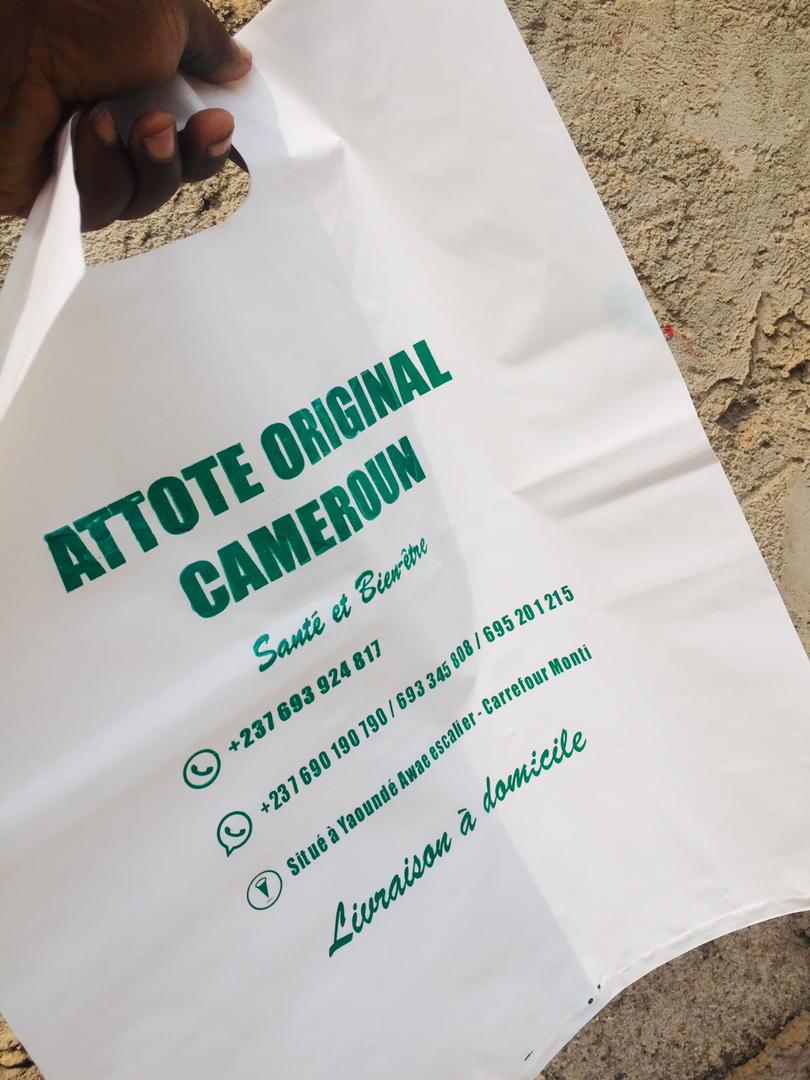 ATTOTE ORIGINAL
CAMEROUN
Santé et Bien-être
+237 693 924 817
+237 690 190 790 / 693 345 808 / 695 201 215
Situé à Yaoundé Awae escalier - Carrefour Monti
Livraison à domicile